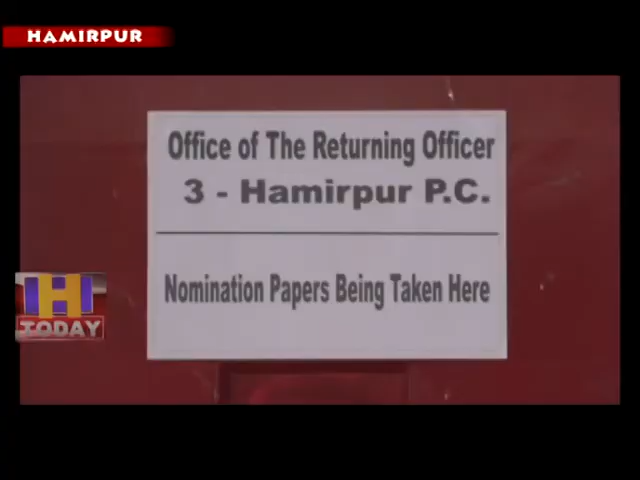 HAMIRPUR
Office of The Returning Officer
3 - Hamirpur P.C.
Nomination Papers Being Taken Here
H
TODAY